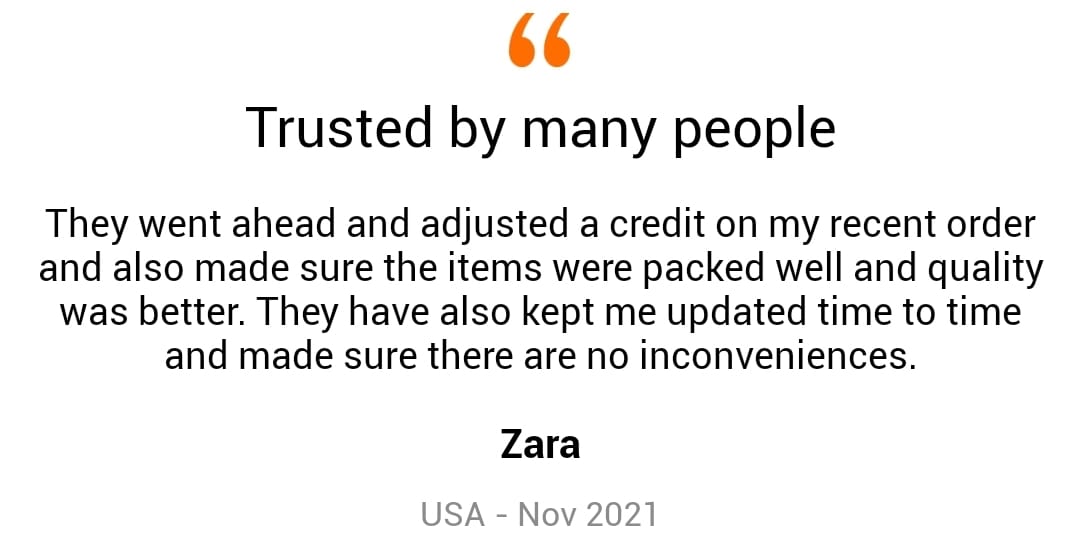 “
Trusted by many people
They went ahead and adjusted a credit on my recent order
and also made sure the items were packed well and quality
was better. They have also kept me updated time to time
and made sure there are no inconveniences.
Zara
USA - Nov 2021